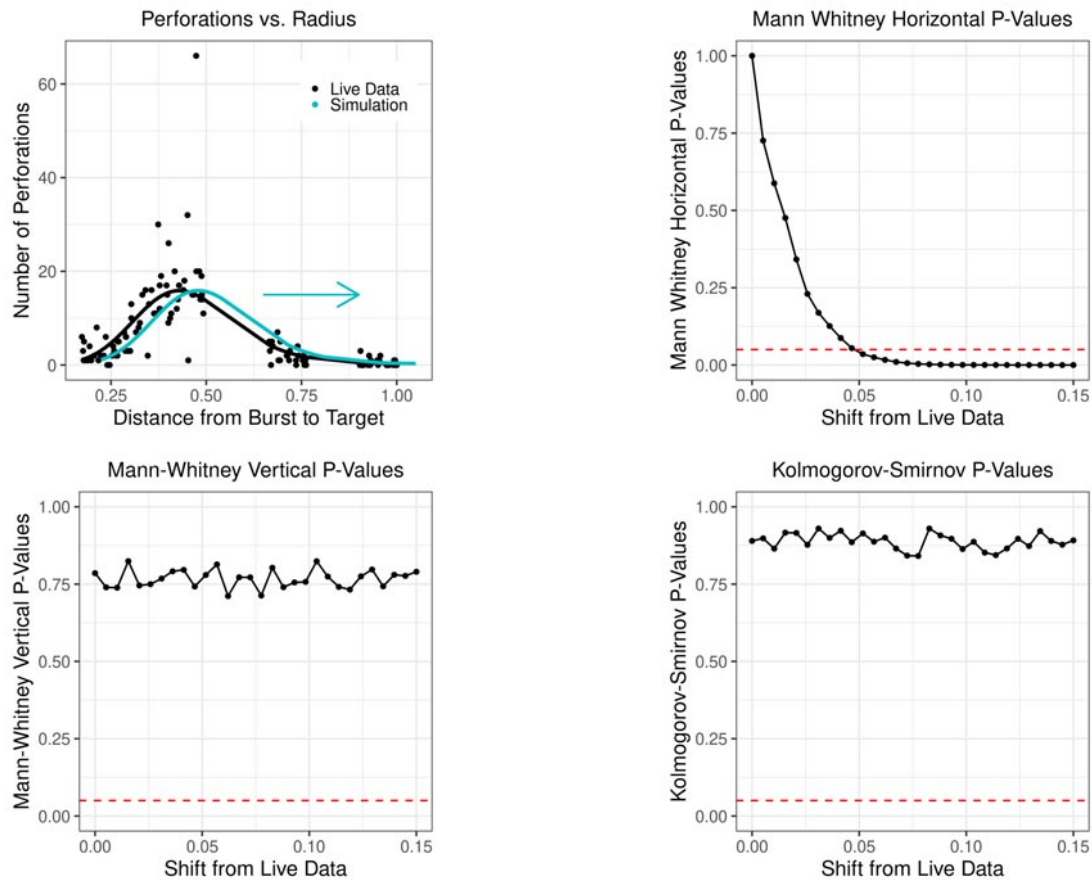 Perforations vs. Radius
Number of Perforations
60
40
20
0
Live Data
Simulation
0.25 0.50 0.75 1.00
Distance from Burst to Target
Mann Whitney Horizontal P-Values
Mann Whitney Horizontal P-Values
1.00
0.75
0.50
0.25
0.00
0.00 0.05 0.10 0.15
Shift from Live Data
Mann-Whitney Vertical P-Values
Mann-Whitney Vertical P-Values
1.00
0.75
0.50
0.25
0.00
0.00 0.05 0.10 0.15
Shift from Live Data
Kolmogorov-Smirnov P-Values
Kolmogorov-Smirnov P-Values
1.00
0.75
0.50
0.25
0.00
0.00 0.05 0.10 0.15
Shift from Live Data